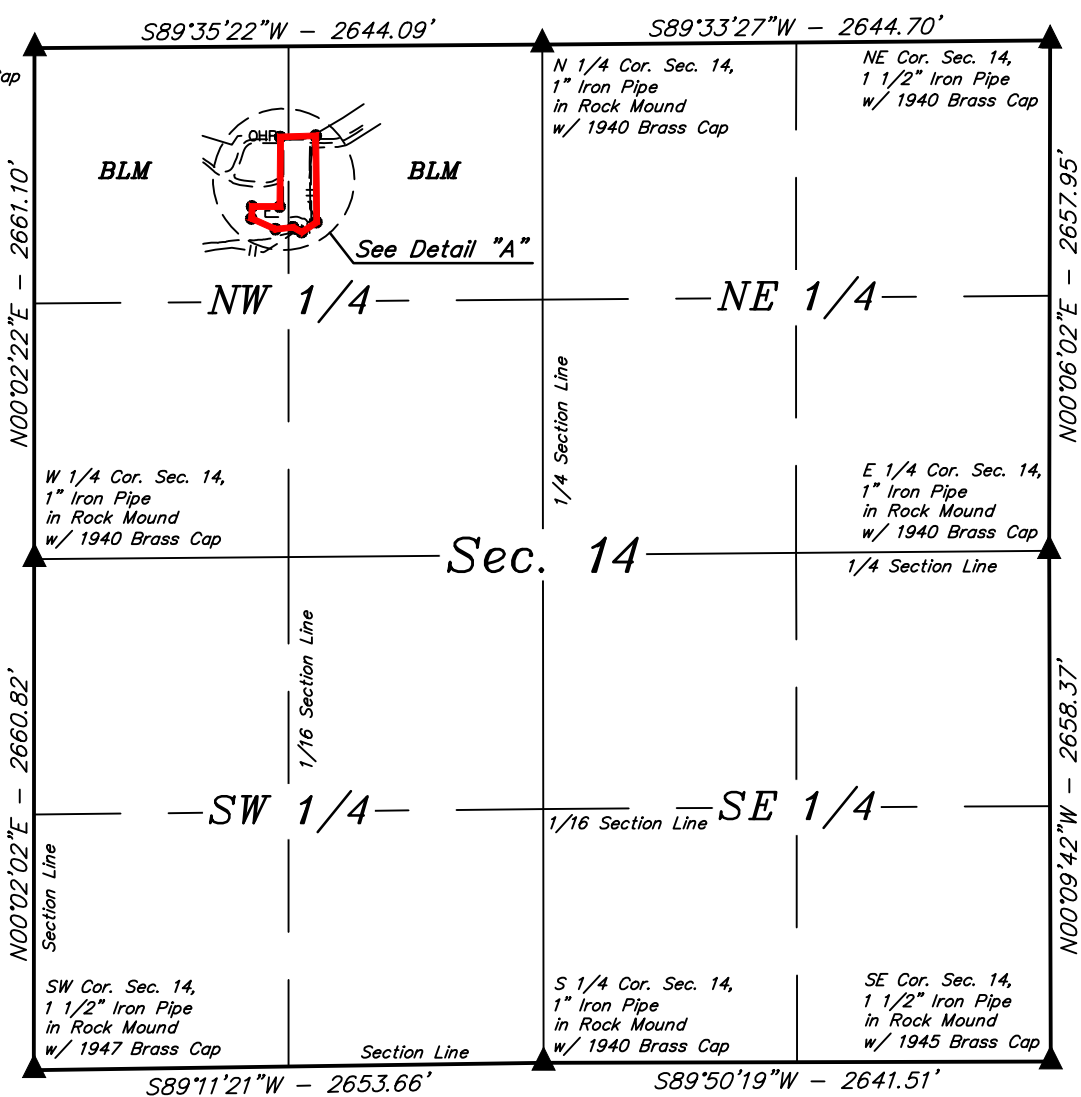 S89°35'22"W – 2644.09'
S89°33'27"W – 2644.70'
ap
N 1/4 Cor. Sec. 14,
1" Iron Pipe
in Rock Mound
w/ 1940 Brass Cap
NE Cor. Sec. 14,
1 1/2" Iron Pipe
w/ 1940 Brass Cap
BLM
OHP
BLM
See Detail "A"
N00°02'22"E – 2661.10'
N00°06'02"E – 2657.95'
NW 1/4
NE 1/4
1/4 Section Line
W 1/4 Cor. Sec. 14,
1" Iron Pipe
in Rock Mound
w/ 1940 Brass Cap
E 1/4 Cor. Sec. 14,
1" Iron Pipe
in Rock Mound
w/ 1940 Brass Cap
Sec. 14
1/4 Section Line
1/16 Section Line
N00°02'02"E – 2660.82'
N00°09'42"W – 2658.37'
SW 1/4
SE 1/4
1/16 Section Line
Section Line
SW Cor. Sec. 14,
1 1/2" Iron Pipe
in Rock Mound
w/ 1947 Brass Cap
S 1/4 Cor. Sec. 14,
1" Iron Pipe
in Rock Mound
w/ 1940 Brass Cap
SE Cor. Sec. 14,
1 1/2" Iron Pipe
in Rock Mound
w/ 1945 Brass Cap
Section Line
S89°11'21"W – 2653.66'
S89°50'19"W – 2641.51'